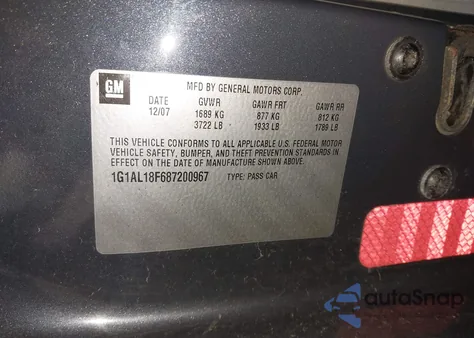 GM
MFD BY GENERAL MOTORS CORP.
DATE GVWR GAWR FRT GAWR RR
12/07 1689 KG 877 KG 812 KG
3722 LB 1933 LB 1789 LB
THIS VEHICLE CONFORMS TO ALL APPLICABLE U.S. FEDERAL MOTOR
VEHICLE SAFETY, BUMPER, AND THEFT PREVENTION STANDARDS IN
EFFECT ON THE DATE OF MANUFACTURE SHOWN ABOVE.
1G1AL18F687200967 TYPE: PASS CAR
autoSnap